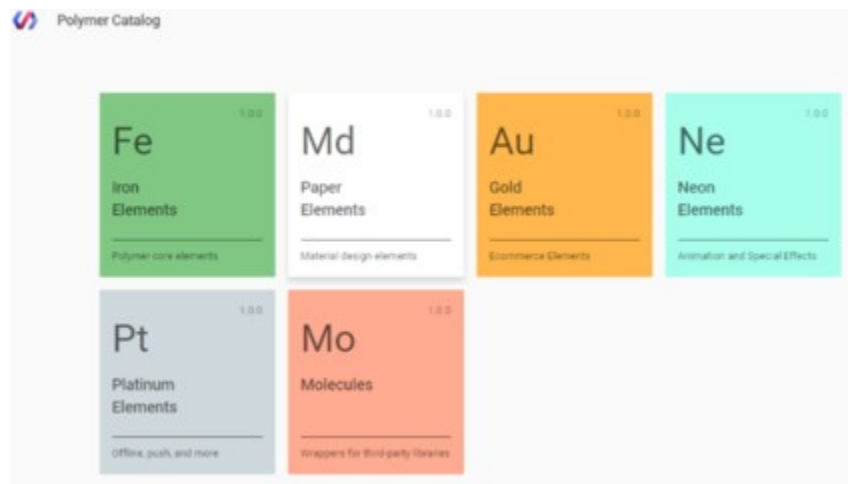 Polymer Catalog
1.0.0
Fe
Iron
Elements
Polymer core elements
1.0.0
Md
Paper
Elements
Material design elements
1.0.0
Au
Gold
Elements
Ecommerce Elements
1.0.0
Ne
Neon
Elements
Animation and Special Effects
1.0.0
Pt
Platinum
Elements
Offline, push, and more
1.0.0
Mo
Molecules
Wrappers for third-party libraries